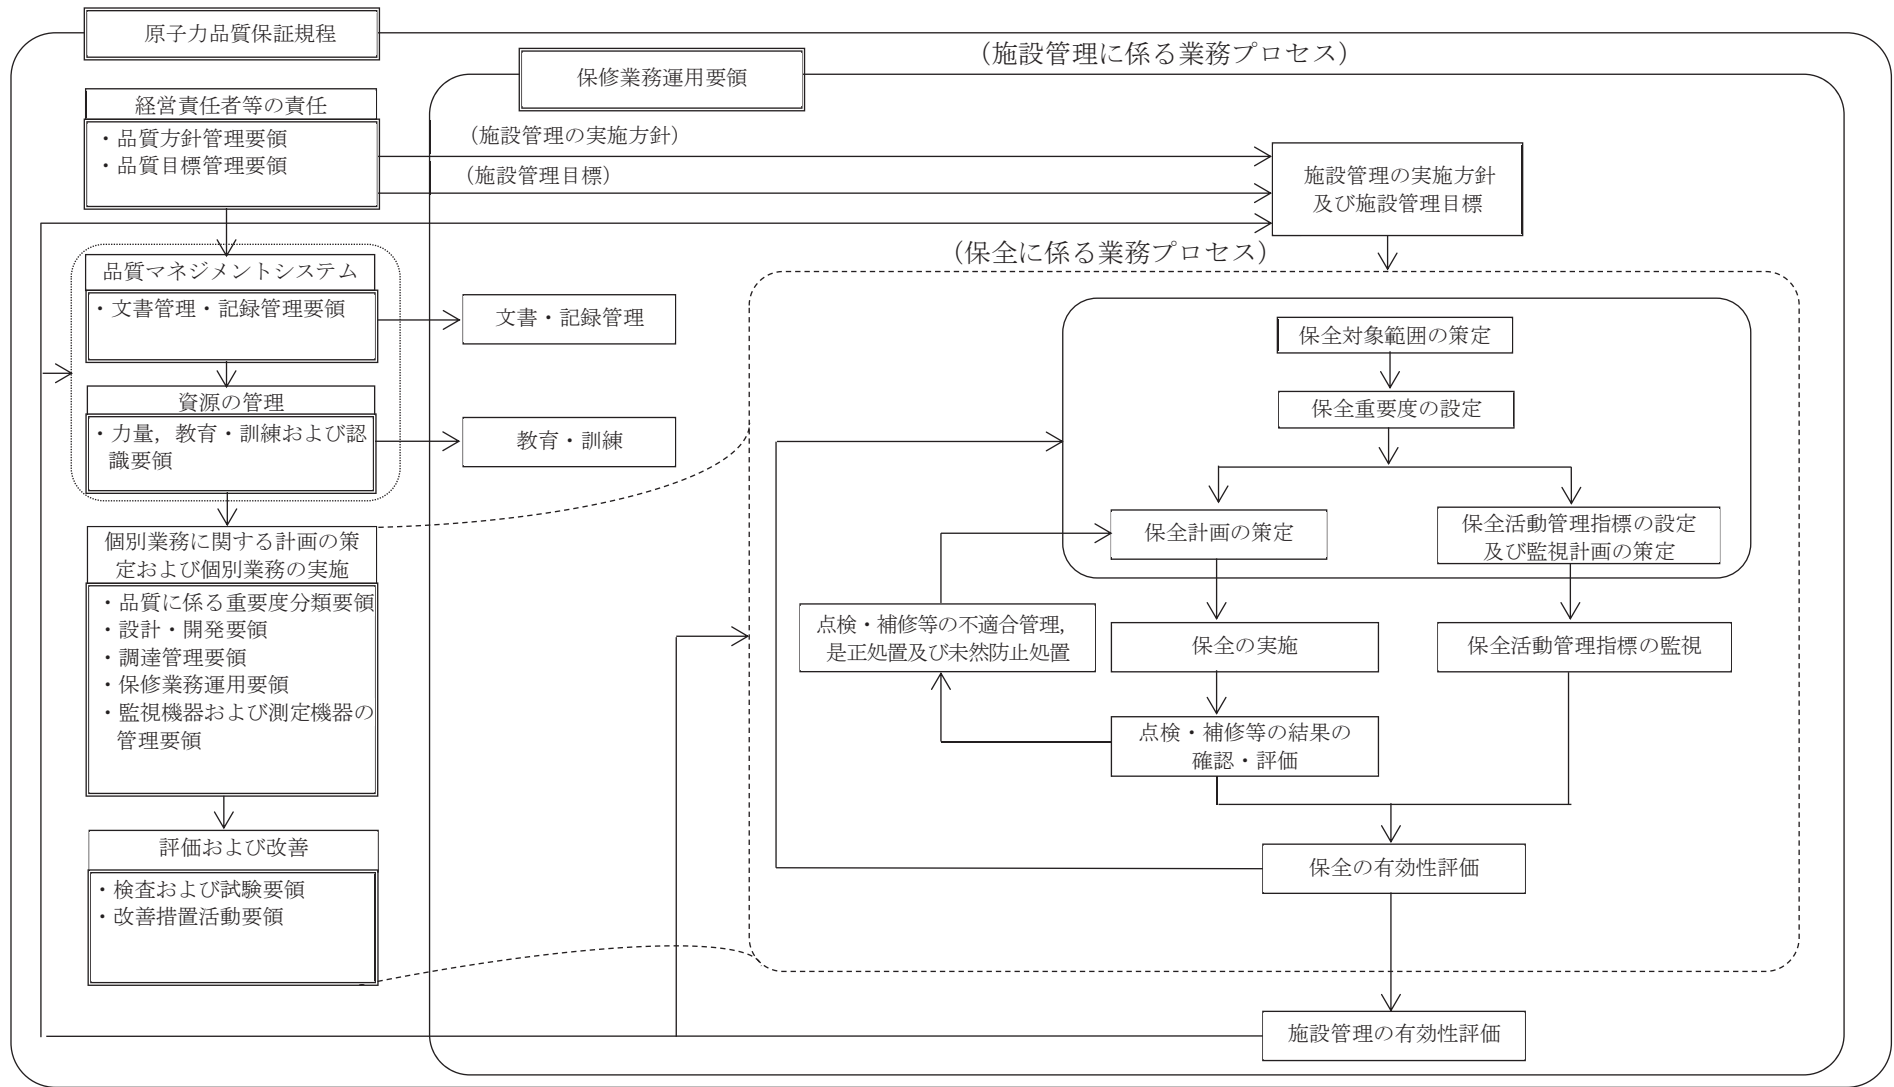 原子力品質保証規程
(施設管理に係る業務プロセス)
保修業務運用要領
経営責任者等の責任
・品質方針管理要領
・品質目標管理要領
(施設管理の実施方針)
(施設管理目標)
施設管理の実施方針
及び施設管理目標
(保全に係る業務プロセス)
品質マネジメントシステム
・文書管理・記録管理要領
文書・記録管理
資源の管理
・力量，教育・訓練および認
識要領
教育・訓練
個別業務に関する計画の策
定および個別業務の実施
・品質に係る重要度分類要領
・設計・開発要領
・調達管理要領
・保修業務運用要領
・監視機器および測定機器の
管理要領
評価および改善
・検査および試験要領
・改善措置活動要領
保全対象範囲の策定
保全重要度の設定
保全計画の策定
保全活動管理指標の設定
及び監視計画の策定
点検・補修等の不適合管理，
是正処置及び未然防止処置
保全の実施
保全活動管理指標の監視
点検・補修等の結果の
確認・評価
保全の有効性評価
施設管理の有効性評価